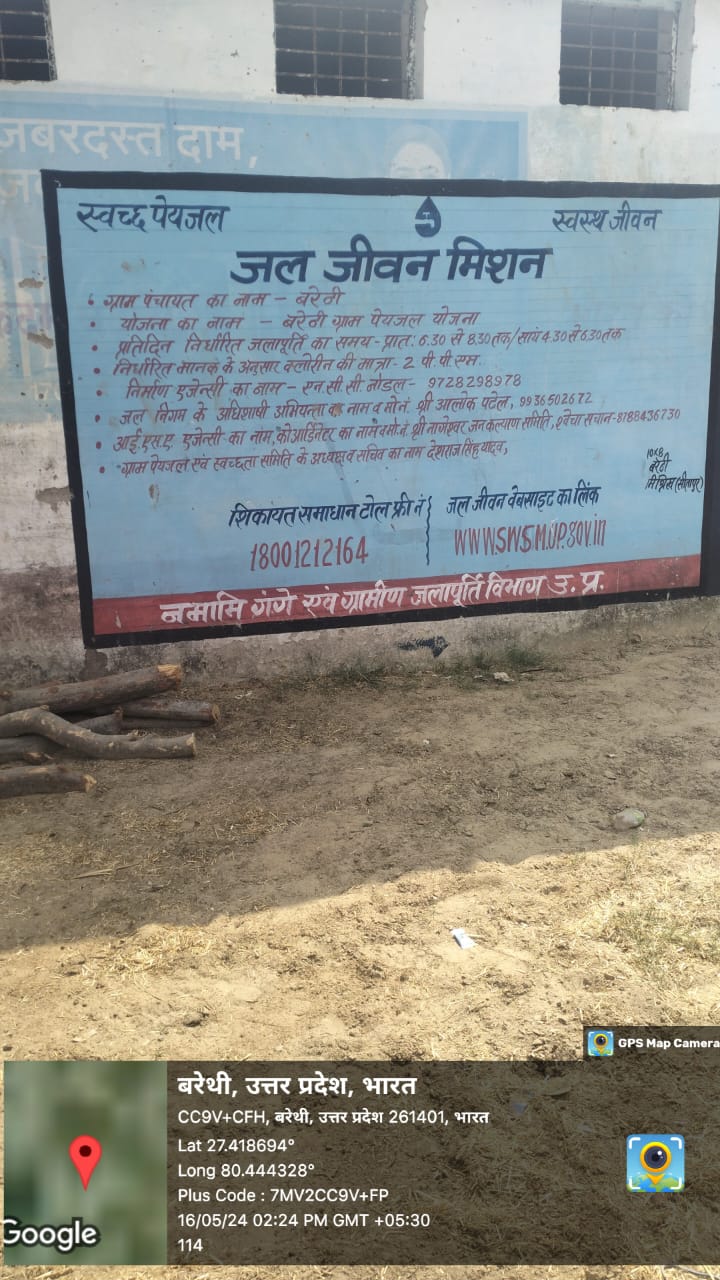 जबरदस्त दाम,
स्वच्छ पेयजल
स्वस्थ जीवन
जल जीवन मिशन
• ग्राम पंचायत का नाम – बरेठी
• योजना का नाम – बरेठी ग्राम पेयजल योजना
• प्रतिदिन निर्धारित जलापूर्ति का समय - प्रात: 6.30 से 8.30 तक/सायं 4.30 से 6.30 तक
• निर्धारित मानक के अनुसार क्लोरीन की मात्रा - 2 पी.पी.एम.
• निर्माण एजेन्सी का नाम – एन.सी.सी नोडल - 9728298978
• जल निगम के अधिशाषी अभियन्ता का नाम व मो.नं. श्री आलोक पटेल, 9936502672
• आई.एस.ए. एजेन्सी का नाम, कोआर्डिनेटर का नाम व मो.नं. श्री नागेश्वर जनकल्याण समिति, सचान - 8188436730
• ग्राम पेयजल एवं स्वच्छता समिति के अध्यक्ष व सचिव का नाम देशराज सिंह यादव,
10x8
बरेठी
मिश्रिख (सीतापुर)
शिकायत समाधान टोल फ्री नं
18001212164
जल जीवन वेबसाइट का लिंक
WWW.SWSM.UP.gov.in
नमामि गंगे एवं ग्रामीण जलापूर्ति विभाग उ. प्र.
GPS Map Camera
बरेथी, उत्तर प्रदेश, भारत
CC9V+CFH, बरेथी, उत्तर प्रदेश 261401, भारत
Lat 27.418694°
Long 80.444328°
Plus Code : 7MV2CC9V+FP
16/05/24 02:24 PM GMT +05:30
114
Google